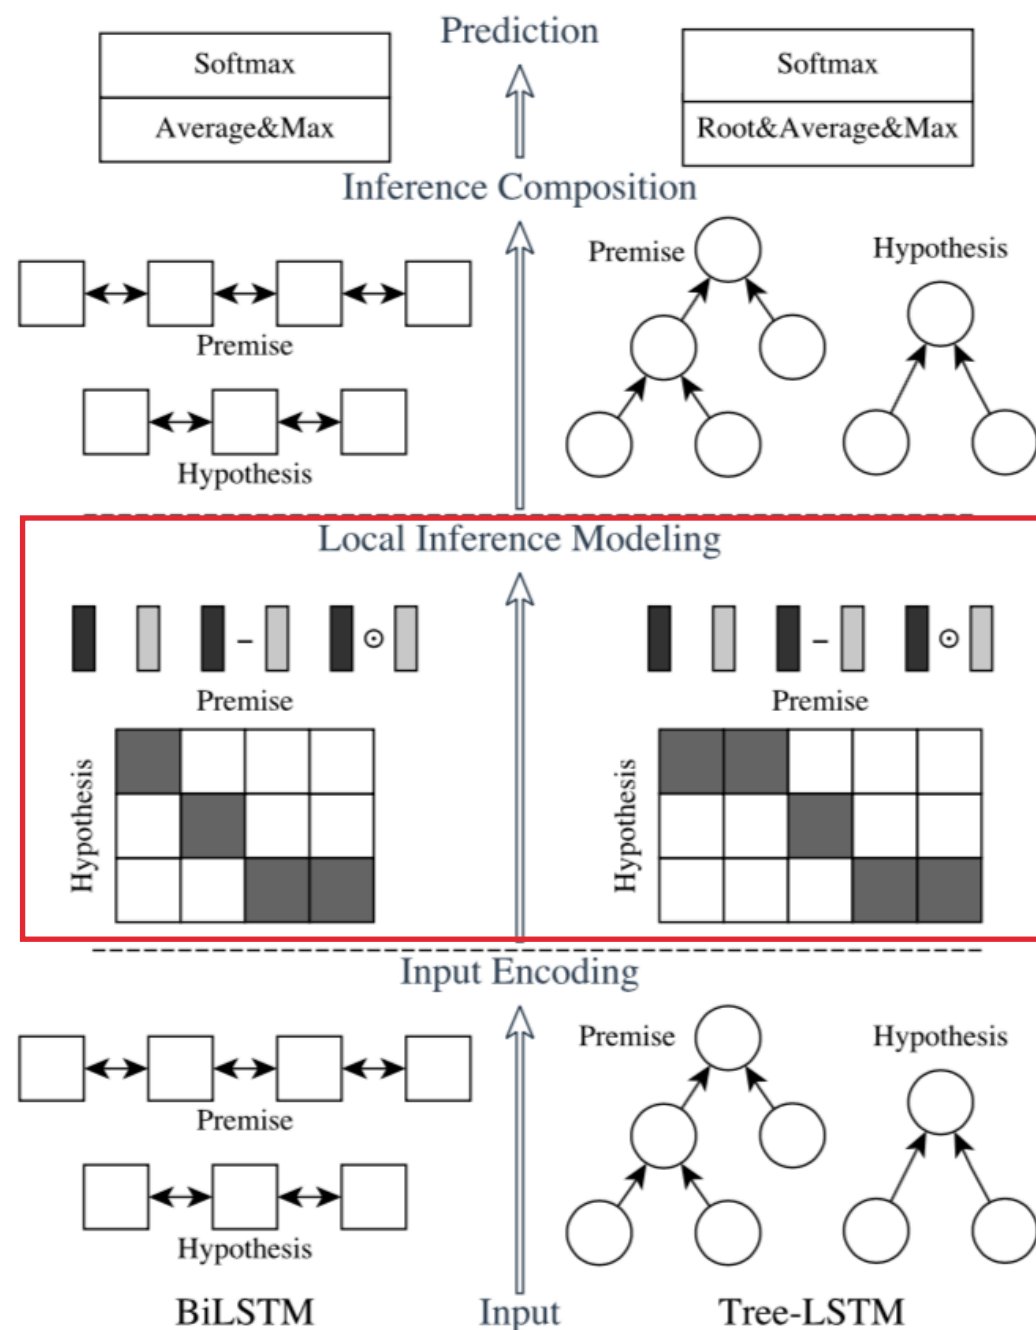 Prediction
Softmax
Average&Max
Softmax
Root&Average&Max
Inference Composition
Premise
Hypothesis
Premise
Hypothesis
Local Inference Modeling
– ⊙
Premise
Hypothesis
– ⊙
Premise
Hypothesis
Input Encoding
Premise
Hypothesis
Premise
Hypothesis
BiLSTM
Input
Tree-LSTM